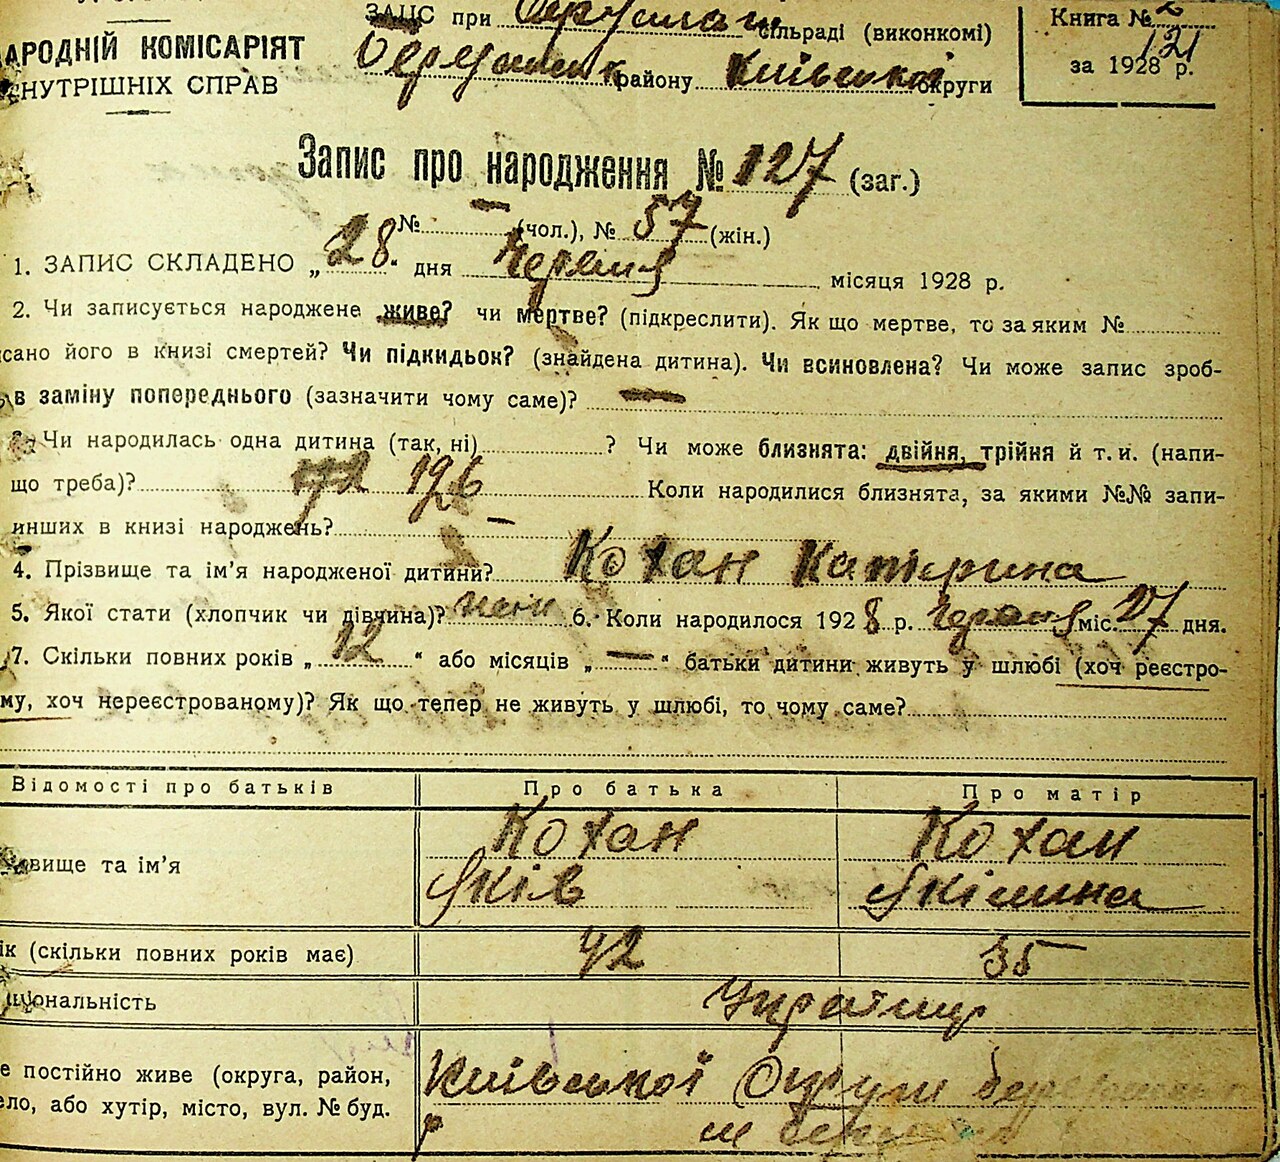 ЗАПС при сільраді (виконкомі)
Книга № 2
АРОДНІЙ КОМІСАРІЯТ
району Київської округи
121
за 1928 р.
НУТРІШНІХ СПРАВ
Запис про народження № 127 (заг.)
№ — (чол.), № 57 (жін.)
1. ЗАПИС СКЛАДЕНО „28" дня Червня місяця 1928 р.
2. Чи записується народжене живе? чи мертве? (підкреслити). Як що мертве, то за яким №
сано його в книзі смертей? Чи підкидьок? (знайдена дитина). Чи всиновлена? Чи може запис зроб-
в заміну попереднього (зазначити чому саме)? —
Чи народилась одна дитина (так, ні) ? Чи може близнята: двійня, трійня й т. и. (напи-
що треба)? 126 Коли народилися близнята, за якими №№ запи-
инших в книзі народжень? —
4. Прізвище та ім'я народженої дитини? Кохан Катерина
5. Якої стати (хлопчик чи дівчина)? 6. Коли народилося 1928 р. Червня міс. 27 дня.
7. Скільки повних років „12" або місяців „—" батьки дитини живуть у шлюбі (хоч реєстро-
му, хоч нереєстрованому)? Як що тепер не живуть у шлюбі, то чому саме?
Відомості про батьків Про батька Про матір
Кохан Кохан
вище та ім'я
Яків Якілина
ік (скільки повних років має) 42 35
ціональність Українці
е постійно живе (округа, район, Київської Округи
ело, або хутір, місто, вул. № буд. р